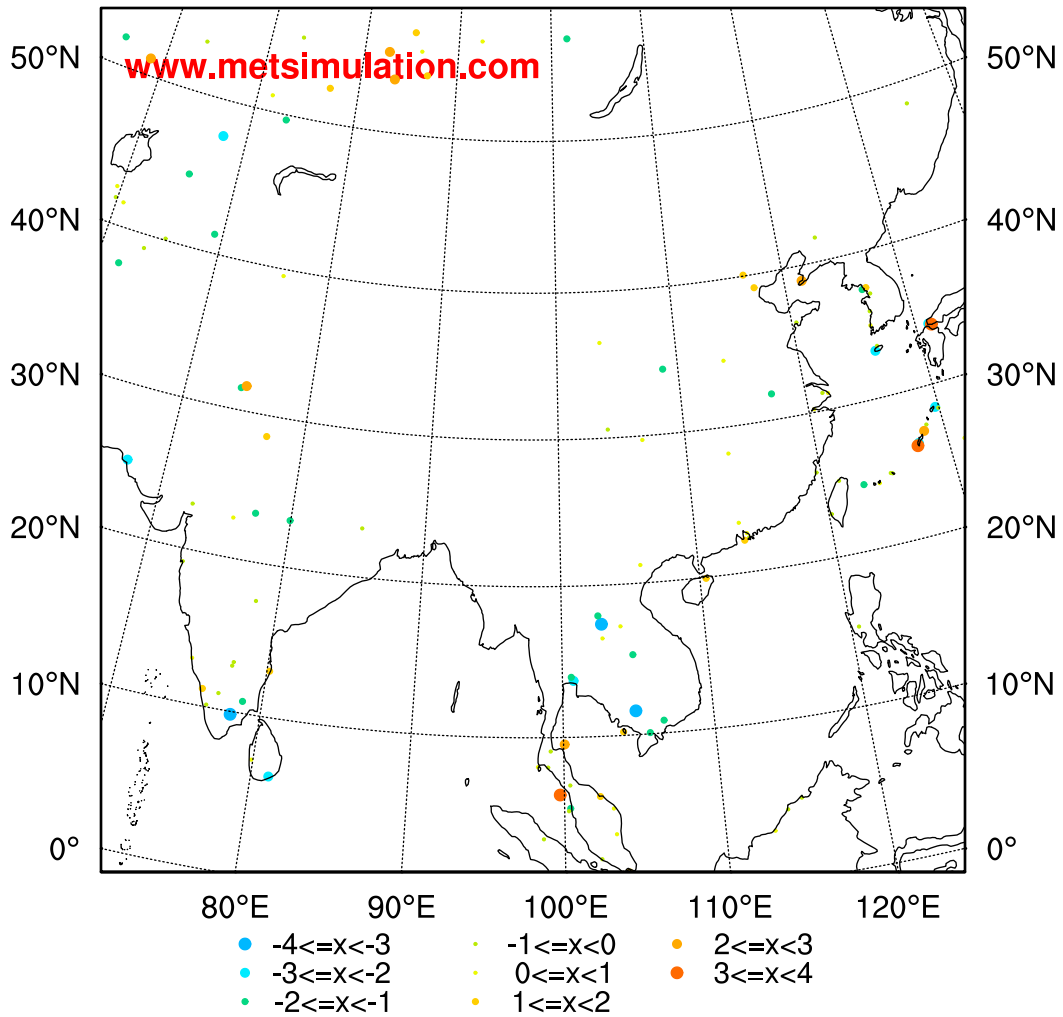 www.metsimulation.com
50°N 50°N
40°N 40°N
30°N 30°N
20°N 20°N
10°N 10°N
0° 0°
80°E 90°E 100°E 110°E 120°E
-4<=x<-3 -1<=x<0 2<=x<3
-3<=x<-2 0<=x<1 3<=x<4
-2<=x<-1 1<=x<2